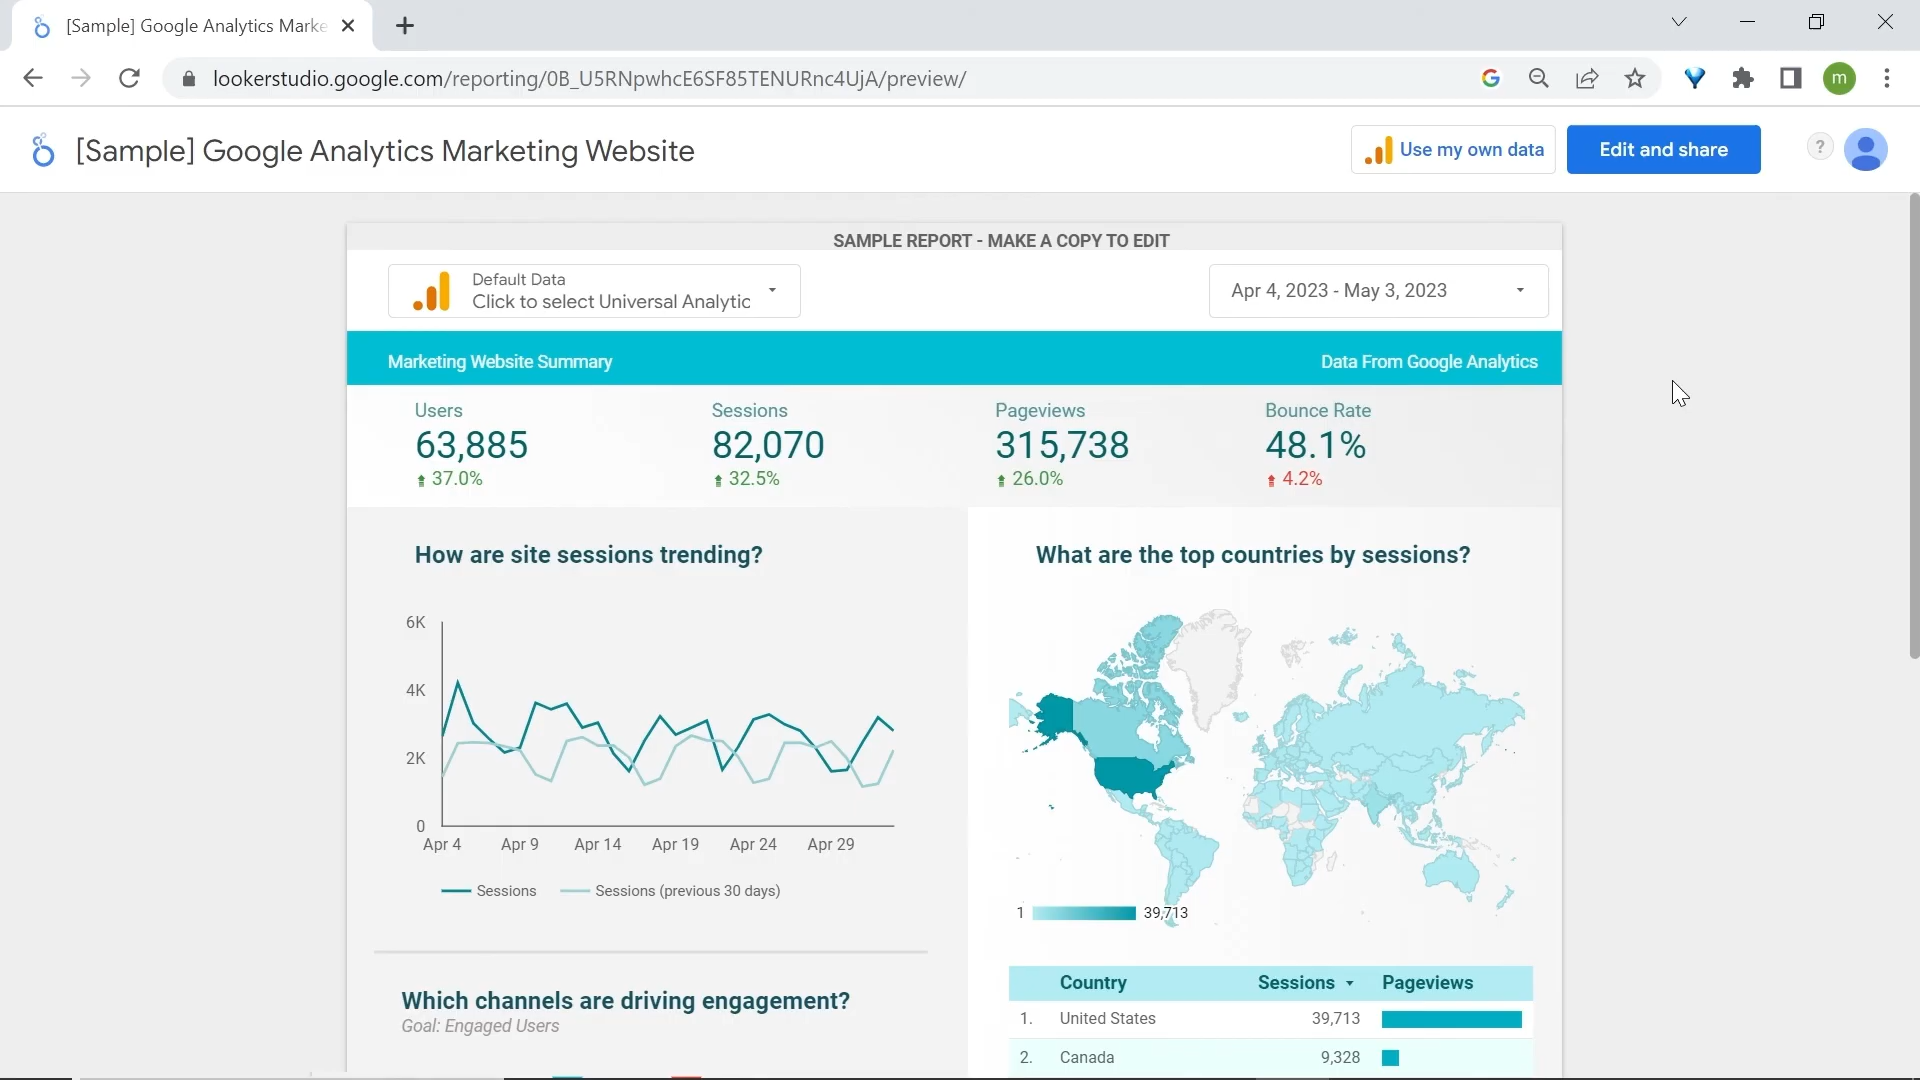 [Sample] Google Analytics Marke
lookerstudio.google.com/reporting/0B_U5RNpwhcE6SF85TENURnc4UjA/preview/
m
[Sample] Google Analytics Marketing Website
Use my own data
Edit and share
?
SAMPLE REPORT - MAKE A COPY TO EDIT
Default Data
Click to select Universal Analytic
Apr 4, 2023 - May 3, 2023
Marketing Website Summary
Data From Google Analytics
Users
63,885
37.0%
Sessions
82,070
32.5%
Pageviews
315,738
26.0%
Bounce Rate
48.1%
4.2%
How are site sessions trending?
6K
4K
2K
0
Apr 4 Apr 9 Apr 14 Apr 19 Apr 24 Apr 29
Sessions Sessions (previous 30 days)
What are the top countries by sessions?
1 39,713
Country Sessions Pageviews
1. United States 39,713
2. Canada 9,328
Which channels are driving engagement?
Goal: Engaged Users